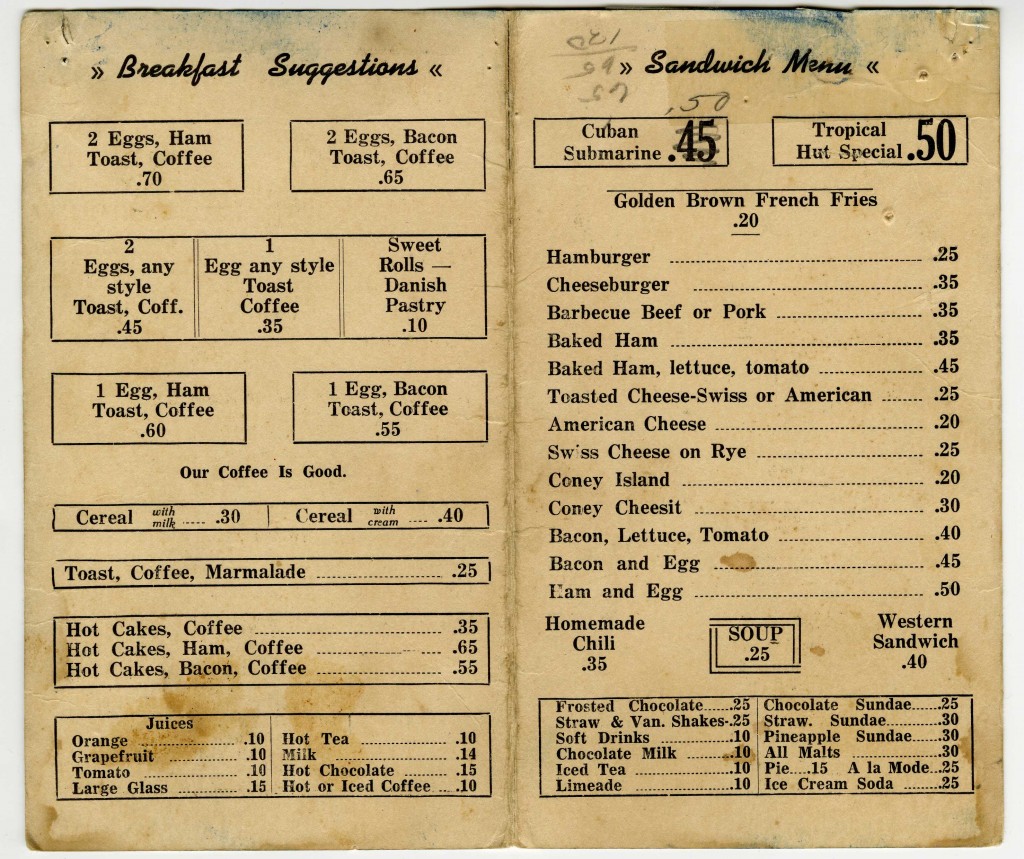 » Breakfast Suggestions «
2 Eggs, Ham
Toast, Coffee
.70
2 Eggs, Bacon
Toast, Coffee
.65
2
Eggs, any
style
Toast, Coff.
.45
1
Egg any style
Toast
Coffee
.35
Sweet
Rolls —
Danish
Pastry
.10
1 Egg, Ham
Toast, Coffee
.60
1 Egg, Bacon
Toast, Coffee
.55
Our Coffee Is Good.
Cereal with milk ..... .30
Cereal with cream .... .40
Toast, Coffee, Marmalade .25
Hot Cakes, Coffee .35
Hot Cakes, Ham, Coffee .65
Hot Cakes, Bacon, Coffee .55
Juices
Orange .10
Grapefruit .10
Tomato .10
Large Glass .15
Hot Tea .10
Milk .14
Hot Chocolate .15
Hot or Iced Coffee .10
» Sandwich Menu «
.50
Cuban
Submarine .45
Tropical
Hut Special .50
Golden Brown French Fries
.20
Hamburger .25
Cheeseburger .35
Barbecue Beef or Pork .35
Baked Ham .35
Baked Ham, lettuce, tomato .45
Toasted Cheese-Swiss or American .25
American Cheese .20
Swiss Cheese on Rye .25
Coney Island .20
Coney Cheesit .30
Bacon, Lettuce, Tomato .40
Bacon and Egg .45
Ham and Egg .50
Homemade
Chili
.35
SOUP
.25
Western
Sandwich
.40
Frosted Chocolate .25
Straw & Van. Shakes-.25
Soft Drinks .10
Chocolate Milk .10
Iced Tea .10
Limeade .10
Chocolate Sundae .25
Straw. Sundae .30
Pineapple Sundae .30
All Malts .30
Pie .15 A la Mode .25
Ice Cream Soda .25